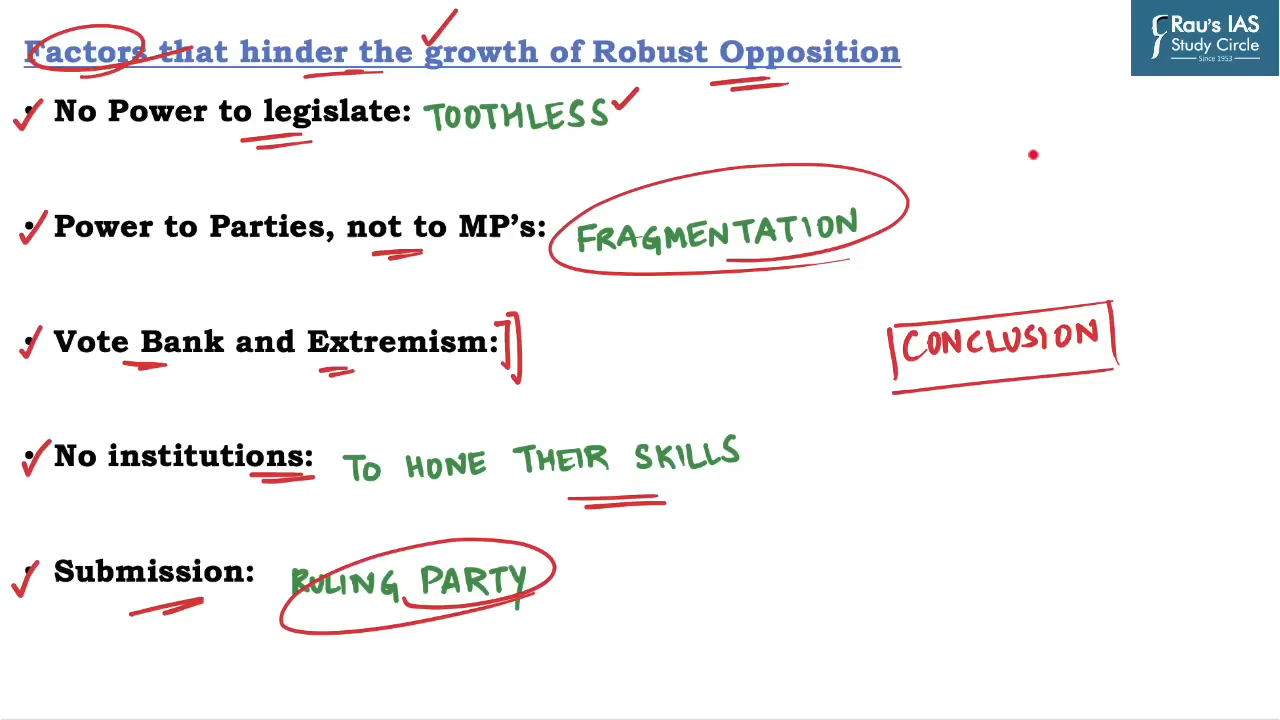 Factors that hinder the growth of Robust Opposition
Rau's IAS
Study Circle
Since 1953
• No Power to legislate: TOOTHLESS
• Power to Parties, not to MP's: FRAGMENTATION
• Vote Bank and Extremism:
CONCLUSION
• No institutions: TO HONE THEIR SKILLS
• Submission: RULING PARTY